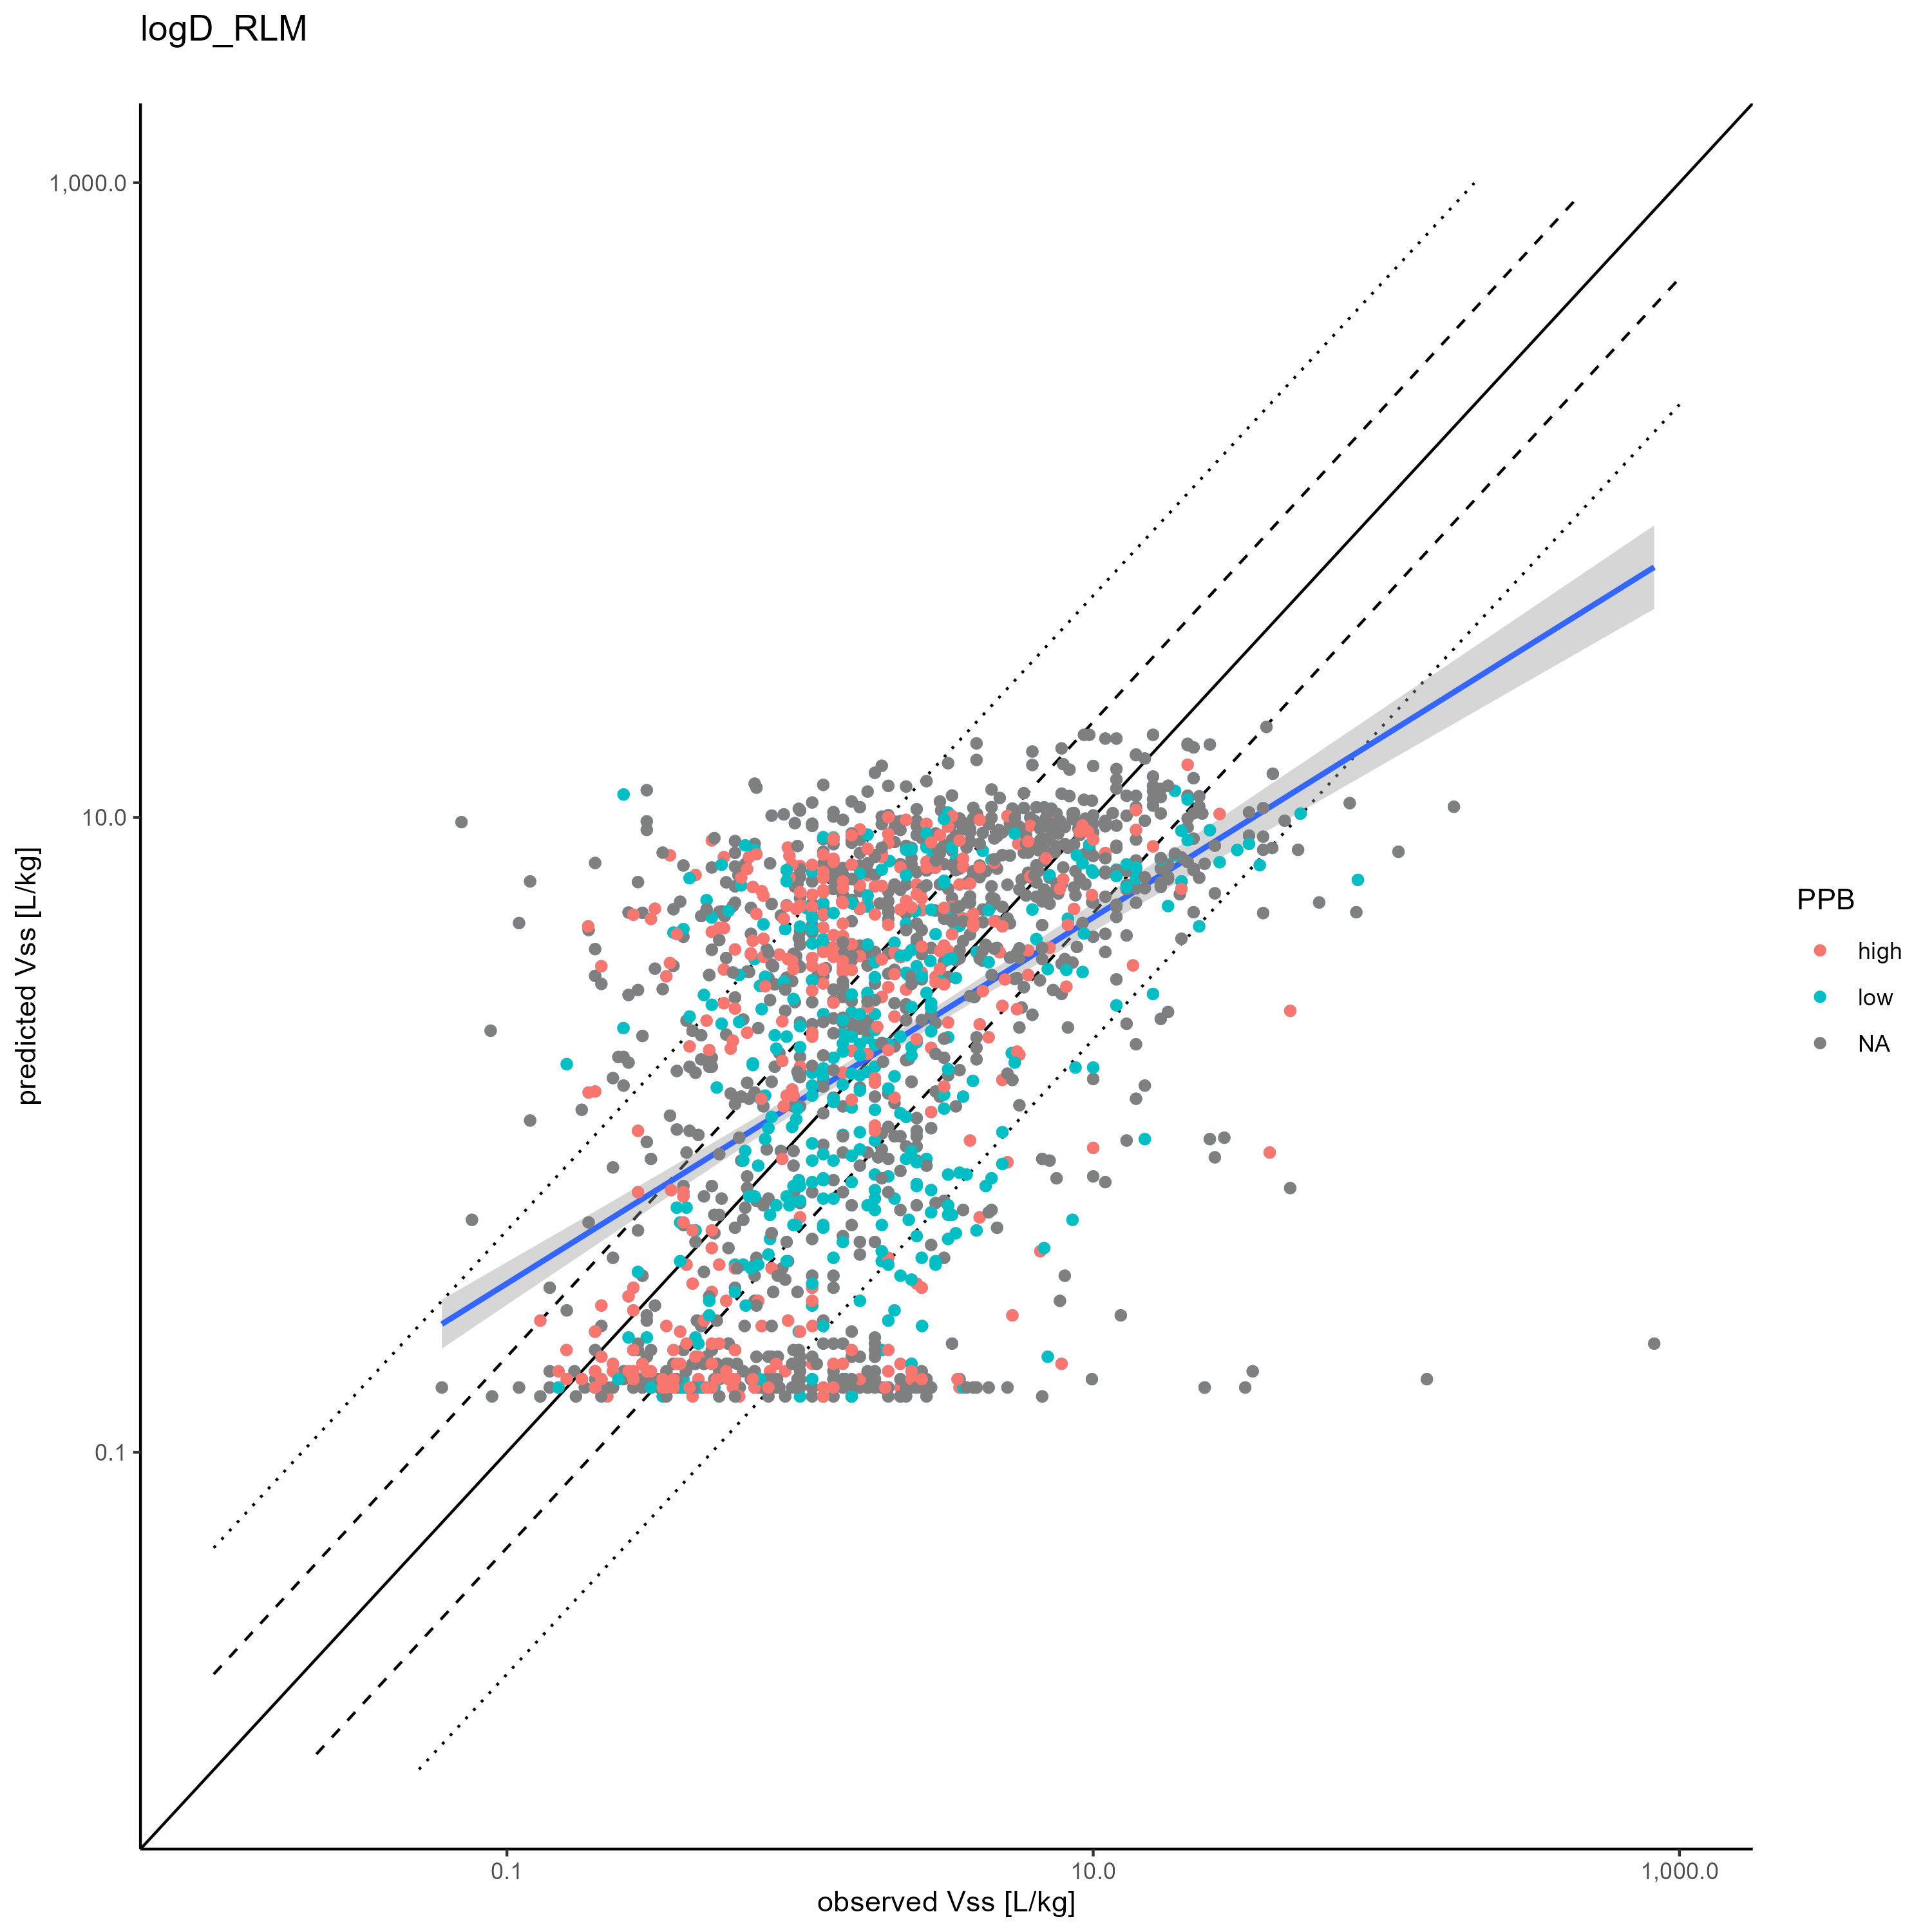 logD_RLM
1,000.0
10.0
0.1
predicted Vss [L/kg]
0.1
10.0
1,000.0
observed Vss [L/kg]
PPB
high
low
NA